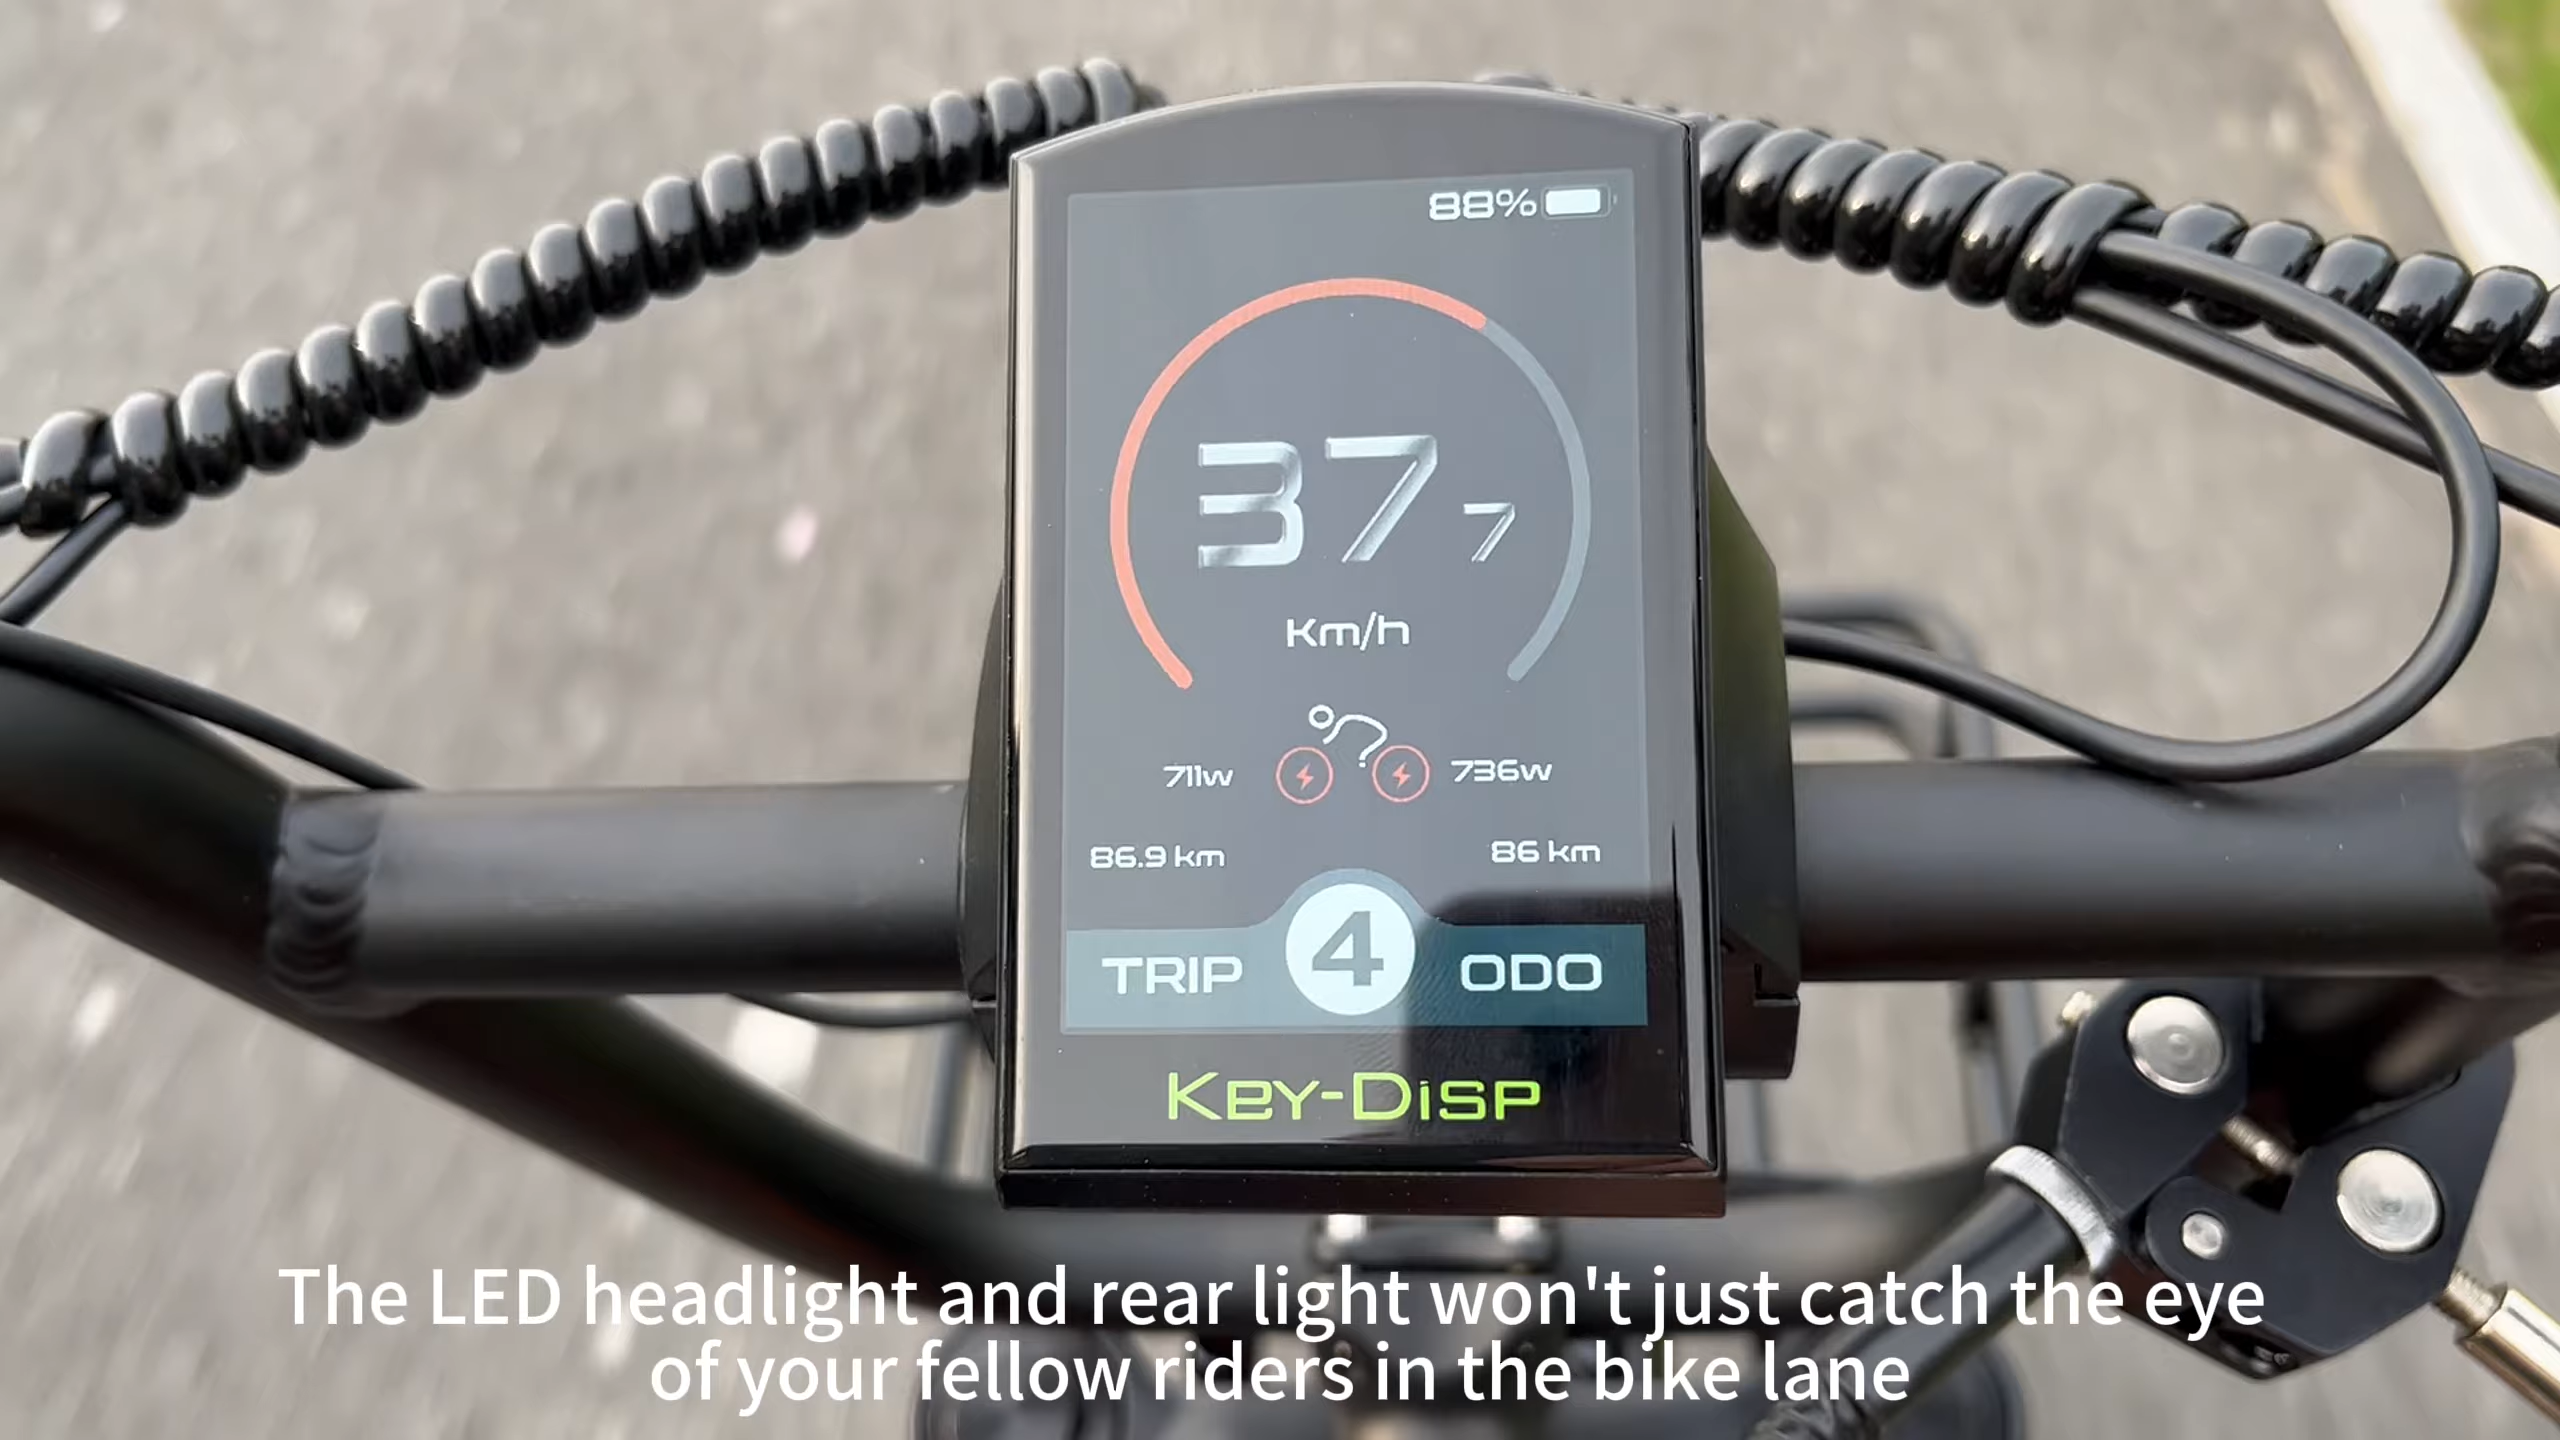 88%
37 7
Km/h
711w
736w
86.9 km
86 km
TRIP
4
ODO
KEY-DISP
The LED headlight and rear light won't just catch the eye
of your fellow riders in the bike lane